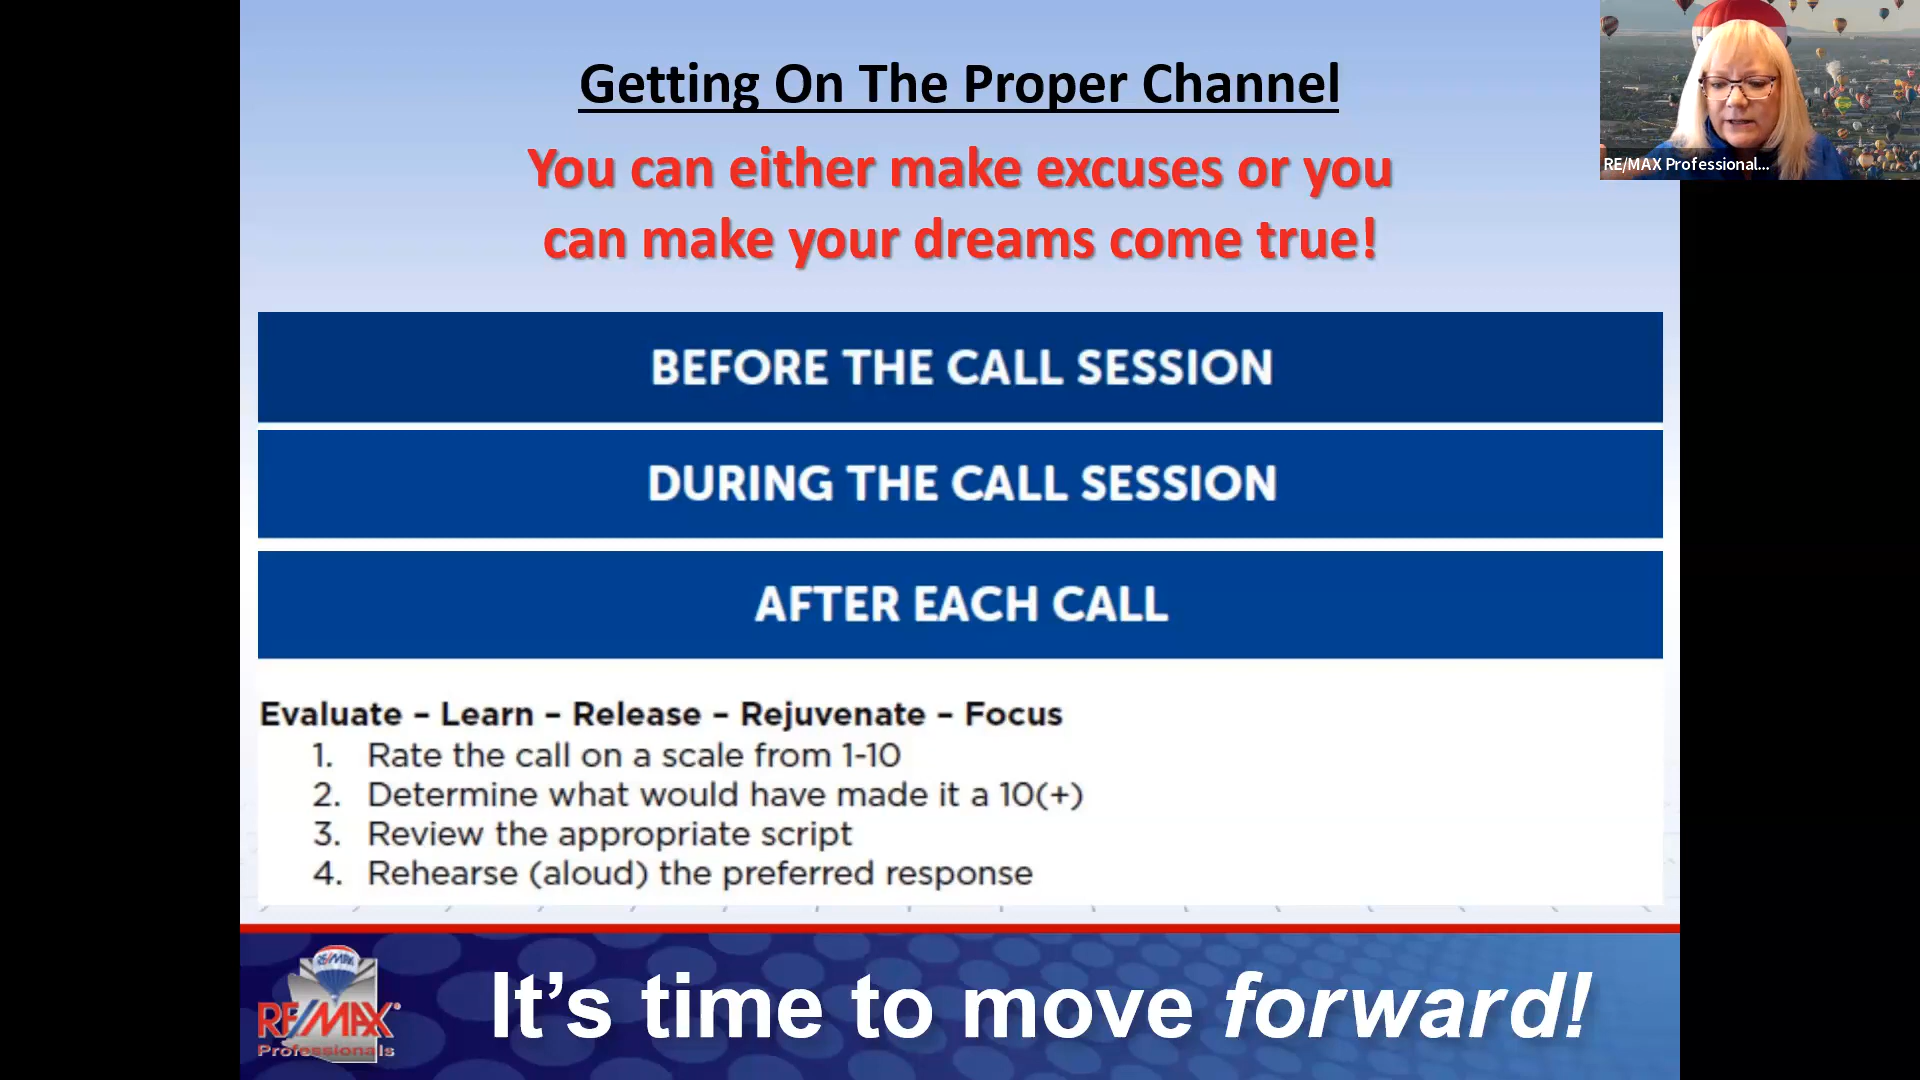 Getting On The Proper Channel
You can either make excuses or you
can make your dreams come true!
RE/MAX Professional...
BEFORE THE CALL SESSION
DURING THE CALL SESSION
AFTER EACH CALL
Evaluate – Learn – Release – Rejuvenate – Focus
1. Rate the call on a scale from 1-10
2. Determine what would have made it a 10(+)
3. Review the appropriate script
4. Rehearse (aloud) the preferred response
RE/MAX
RE/MAX
Professionals
It's time to move forward!